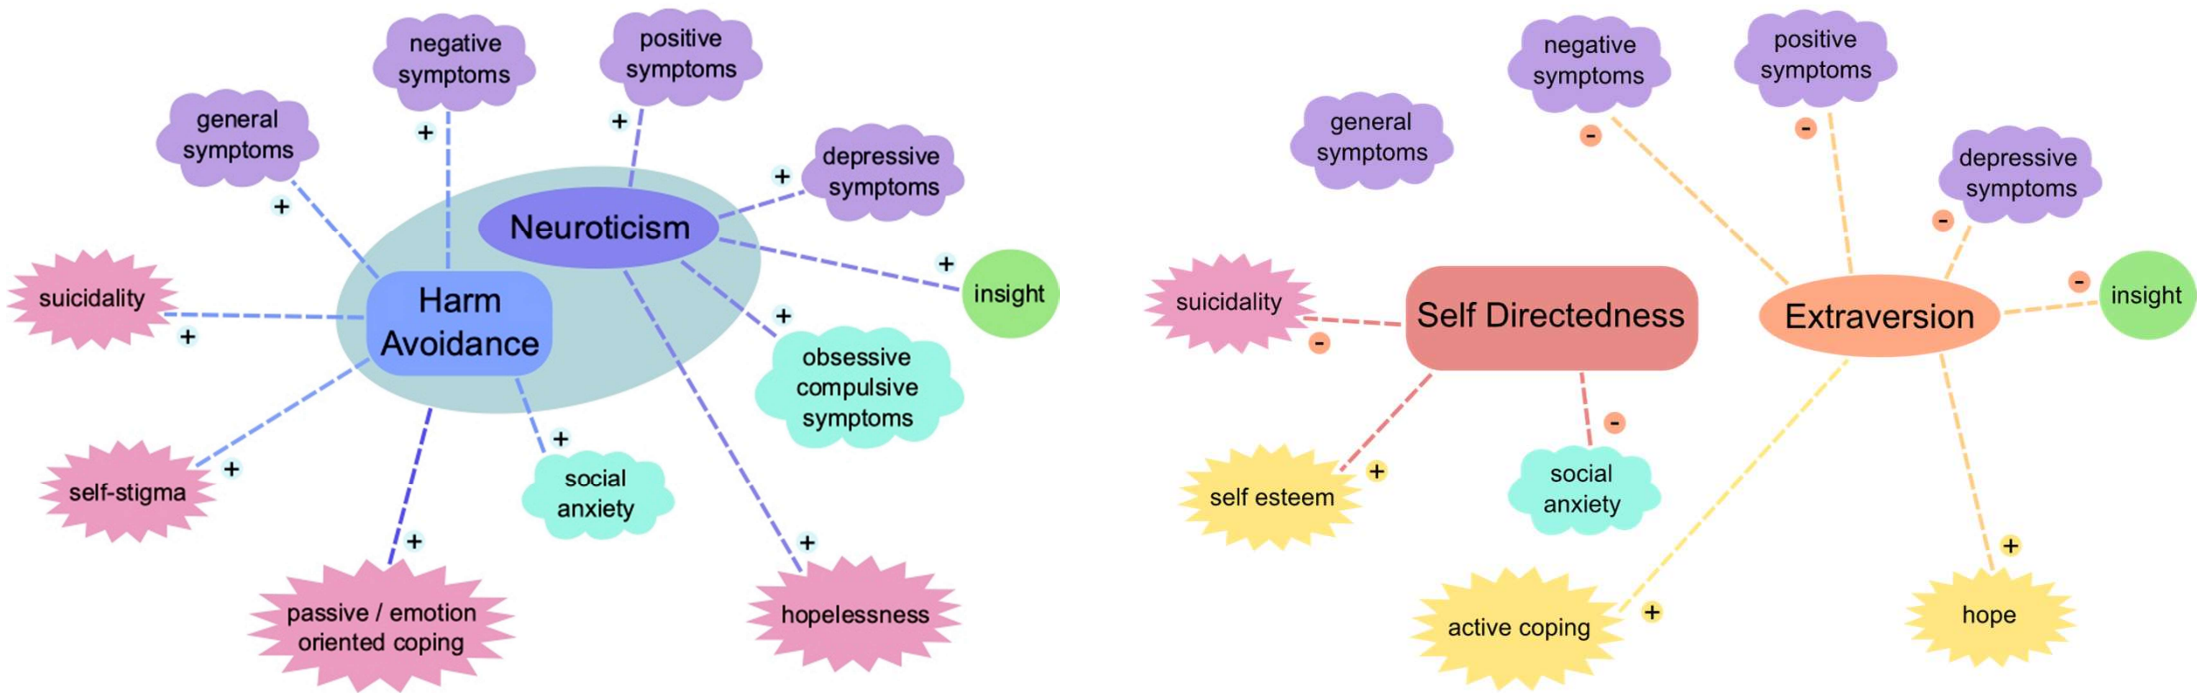 negative
symptoms
+
positive
symptoms
+
general
symptoms
+
depressive
symptoms
+
Neuroticism
insight
+
suicidality
+
Harm
Avoidance
obsessive
compulsive
symptoms
+
self-stigma
+
social
anxiety
+
passive / emotion
oriented coping
+
hopelessness
+
negative
symptoms
-
positive
symptoms
-
general
symptoms
depressive
symptoms
-
insight
-
suicidality
-
Self Directedness
Extraversion
self esteem
+
social
anxiety
-
active coping
+
hope
+